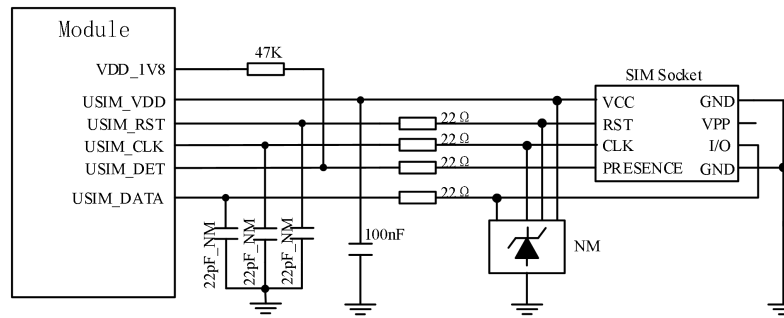 Module
47K
VDD_1V8
SIM Socket
USIM_VDD
VCC
GND
USIM_RST
22Ω
RST
VPP
USIM_CLK
22Ω
CLK
I/O
USIM_DET
22Ω
PRESENCE
GND
USIM_DATA
22Ω
22pF_NM
22pF_NM
22pF_NM
100nF
NM